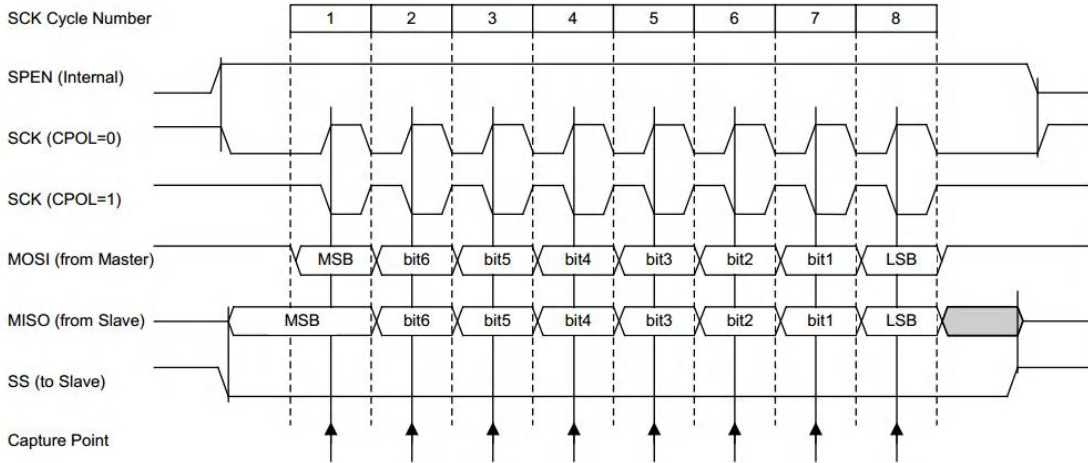 SCK Cycle Number 1 2 3 4 5 6 7 8
SPEN (Internal)
SCK (CPOL=0)
SCK (CPOL=1)
MOSI (from Master) MSB bit6 bit5 bit4 bit3 bit2 bit1 LSB
MISO (from Slave) MSB bit6 bit5 bit4 bit3 bit2 bit1 LSB
SS (to Slave)
Capture Point